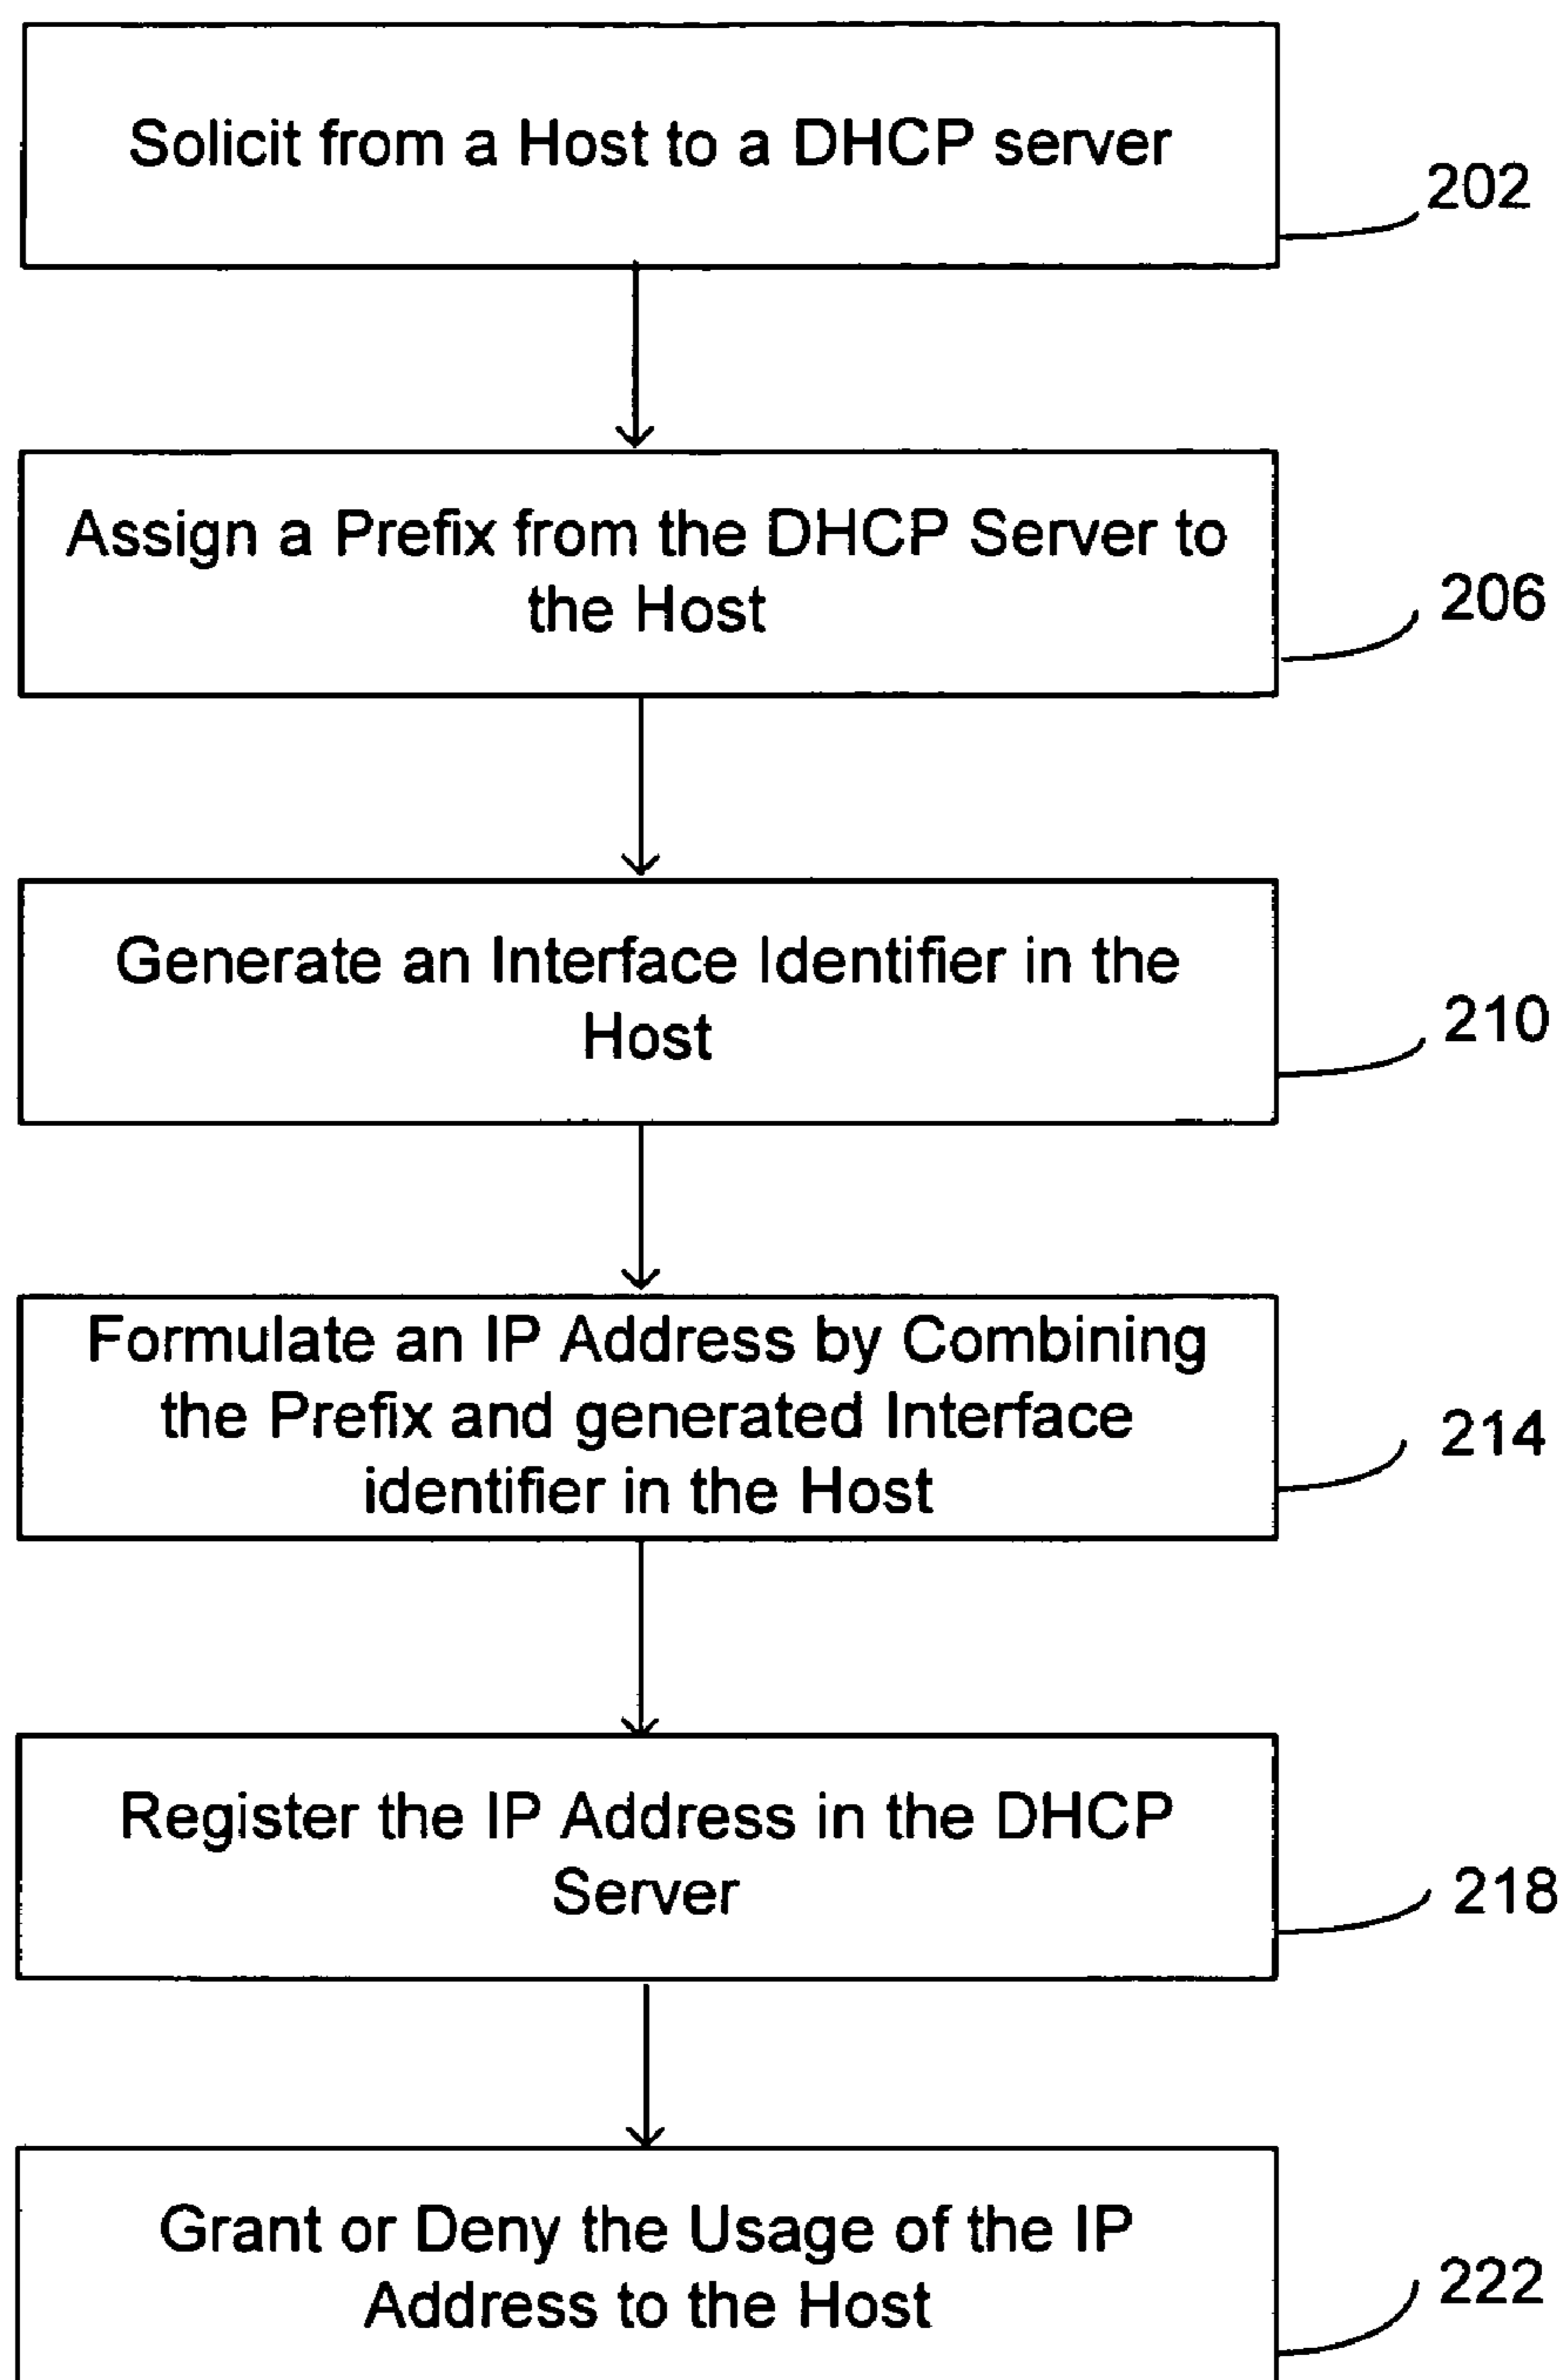 Solicit from a Host to a DHCP server
202
Assign a Prefix from the DHCP Server to
the Host
206
Generate an Interface Identifier in the
Host
210
Formulate an IP Address by Combining
the Prefix and generated Interface
identifier in the Host
214
Register the IP Address in the DHCP
Server
218
Grant or Deny the Usage of the IP
Address to the Host
222